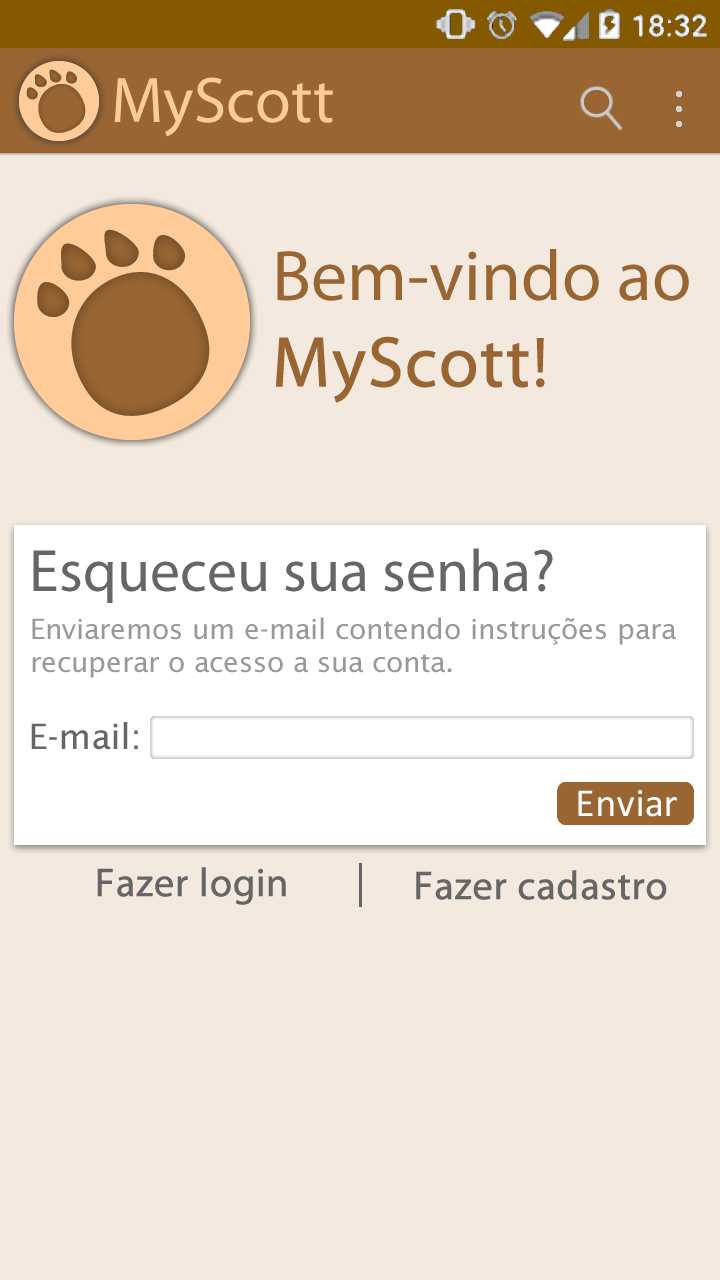 18:32
MyScott
Bem-vindo ao
MyScott!
Esqueceu sua senha?
Enviaremos um e-mail contendo instruções para
recuperar o acesso a sua conta.
E-mail:
Enviar
Fazer login
Fazer cadastro